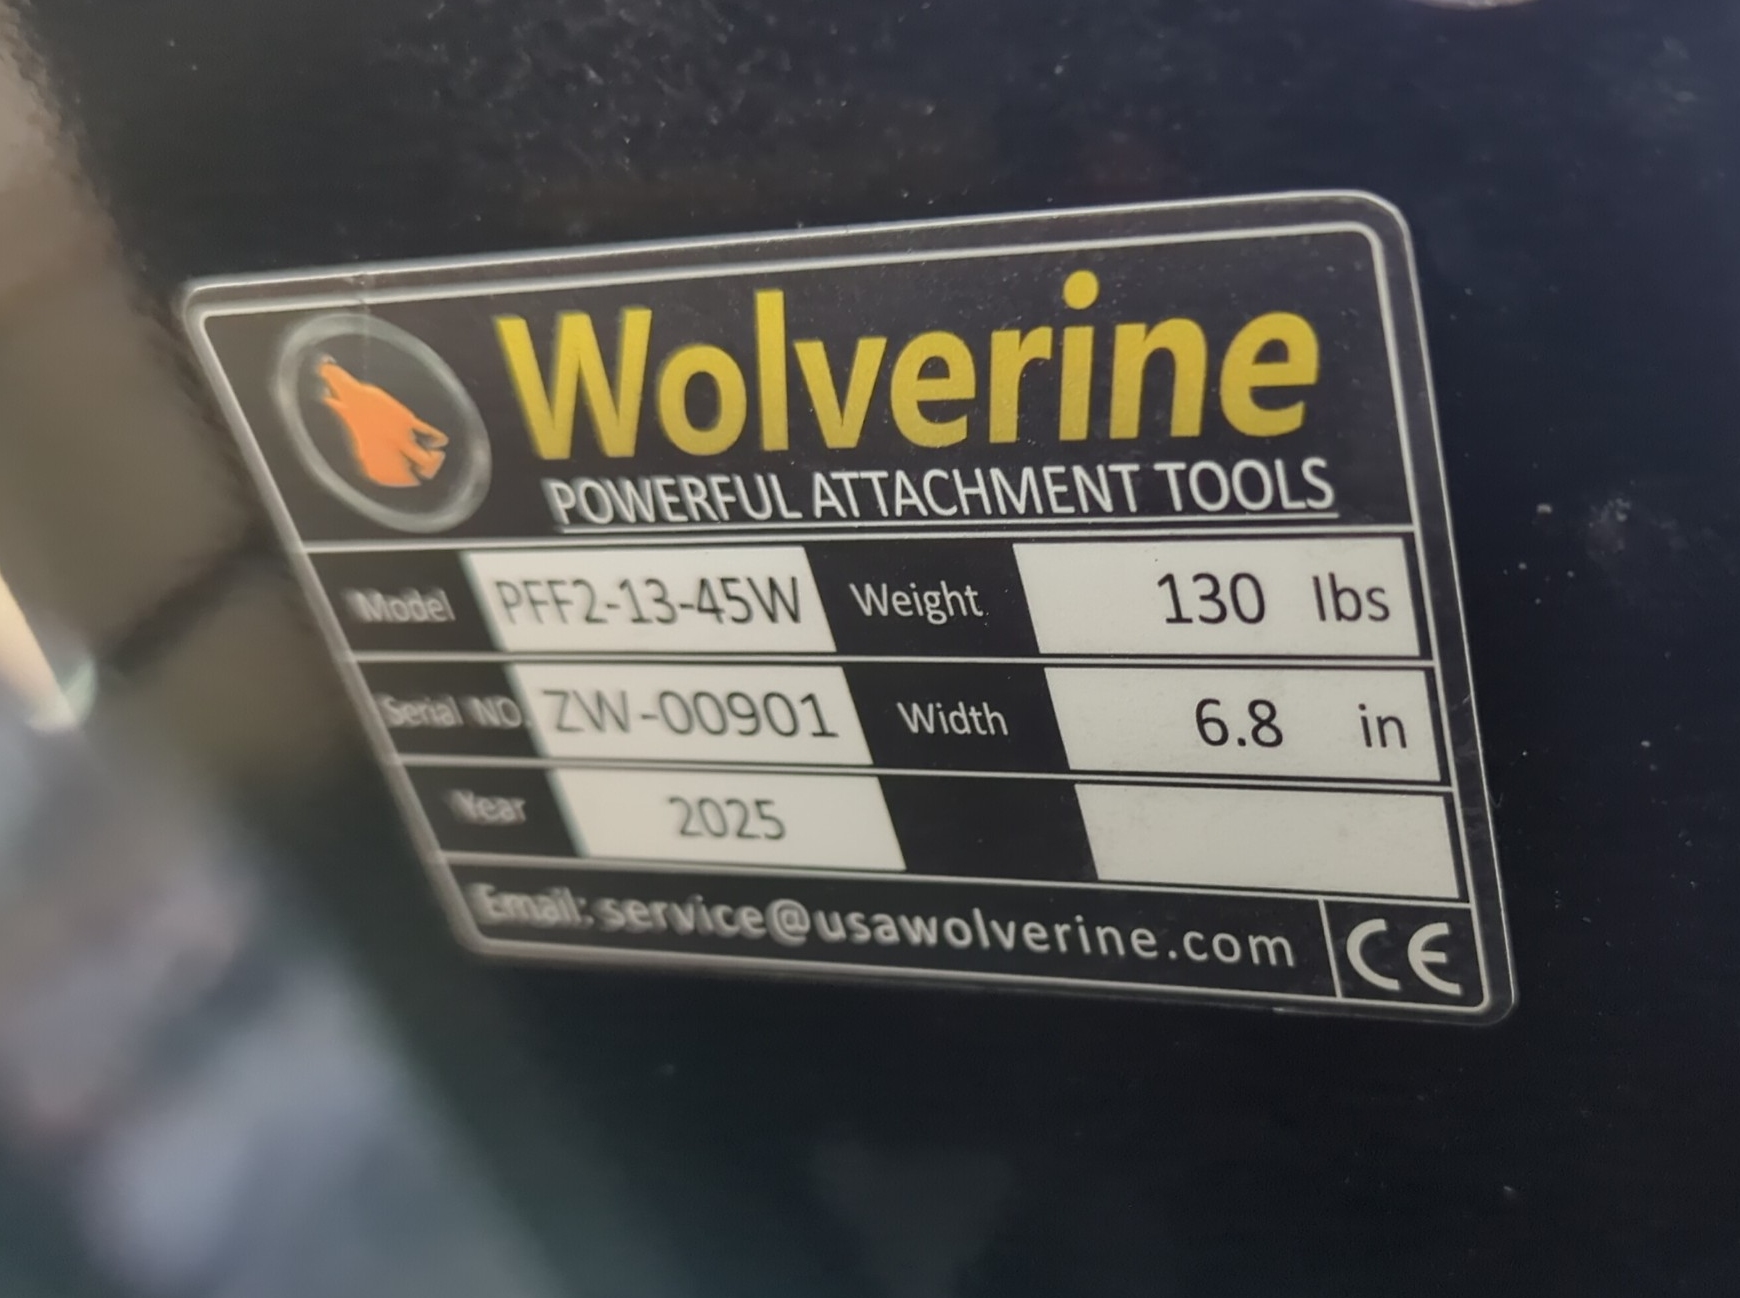 Wolverine
POWERFUL ATTACHMENT TOOLS
Model PFF2-13-45W Weight 130 lbs
Serial NO. ZW-00901 Width 6.8 in
Year 2025
Email: service@usawolverine.com CE